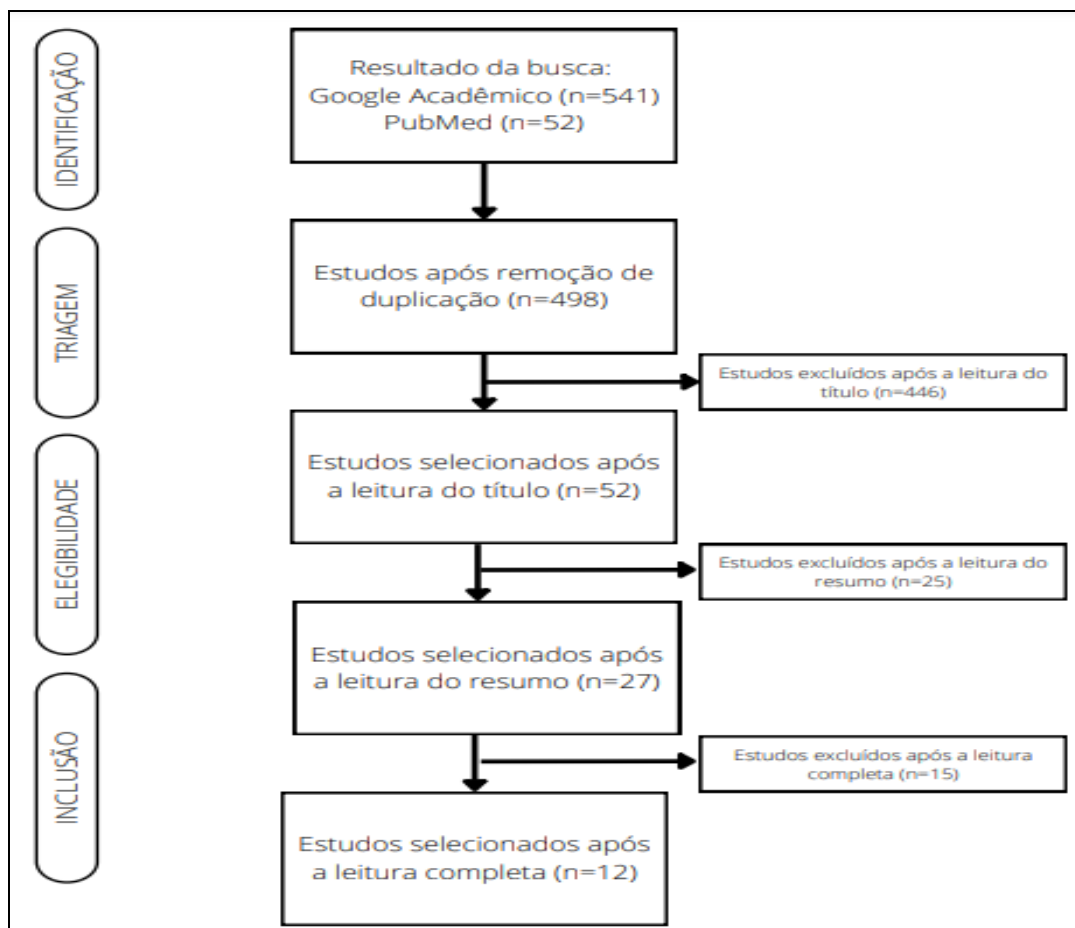 IDENTIFICAÇÃO
Resultado da busca:
Google Acadêmico (n=541)
PubMed (n=52)
TRIAGEM
Estudos após remoção de
duplicação (n=498)
Estudos excluídos após a leitura do
título (n=446)
Estudos selecionados após
a leitura do título (n=52)
ELEGIBILIDADE
Estudos excluídos após a leitura do
resumo (n=25)
Estudos selecionados após
a leitura do resumo (n=27)
INCLUSÃO
Estudos excluídos após a leitura
completa (n=15)
Estudos selecionados após
a leitura completa (n=12)